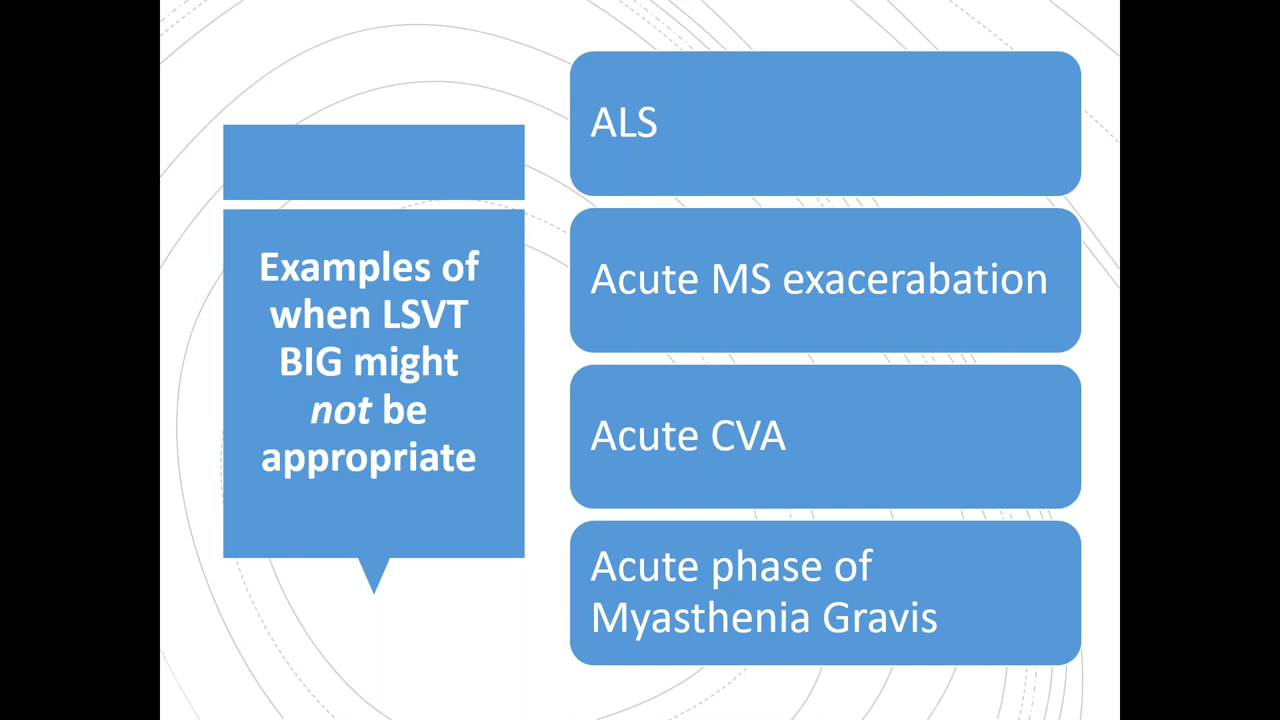 Examples of
when LSVT
BIG might
not be
appropriate
ALS
Acute MS exacerabation
Acute CVA
Acute phase of
Myasthenia Gravis